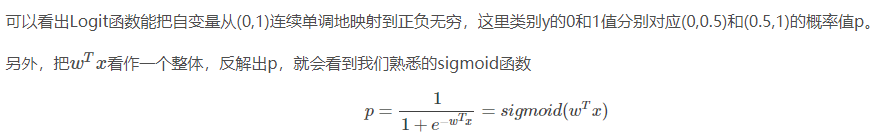 可以看出Logit函数能把自变量从(0,1)连续单调地映射到正负无穷，这里类别y的0和1值分别对应(0,0.5)和(0.5,1)的概率值p。
另外，把$w^T x$看作一个整体，反解出p，就会看到我们熟悉的sigmoid函数
$p = \frac{1}{1 + e^{-w^T x}} = sigmoid(w^T x)$